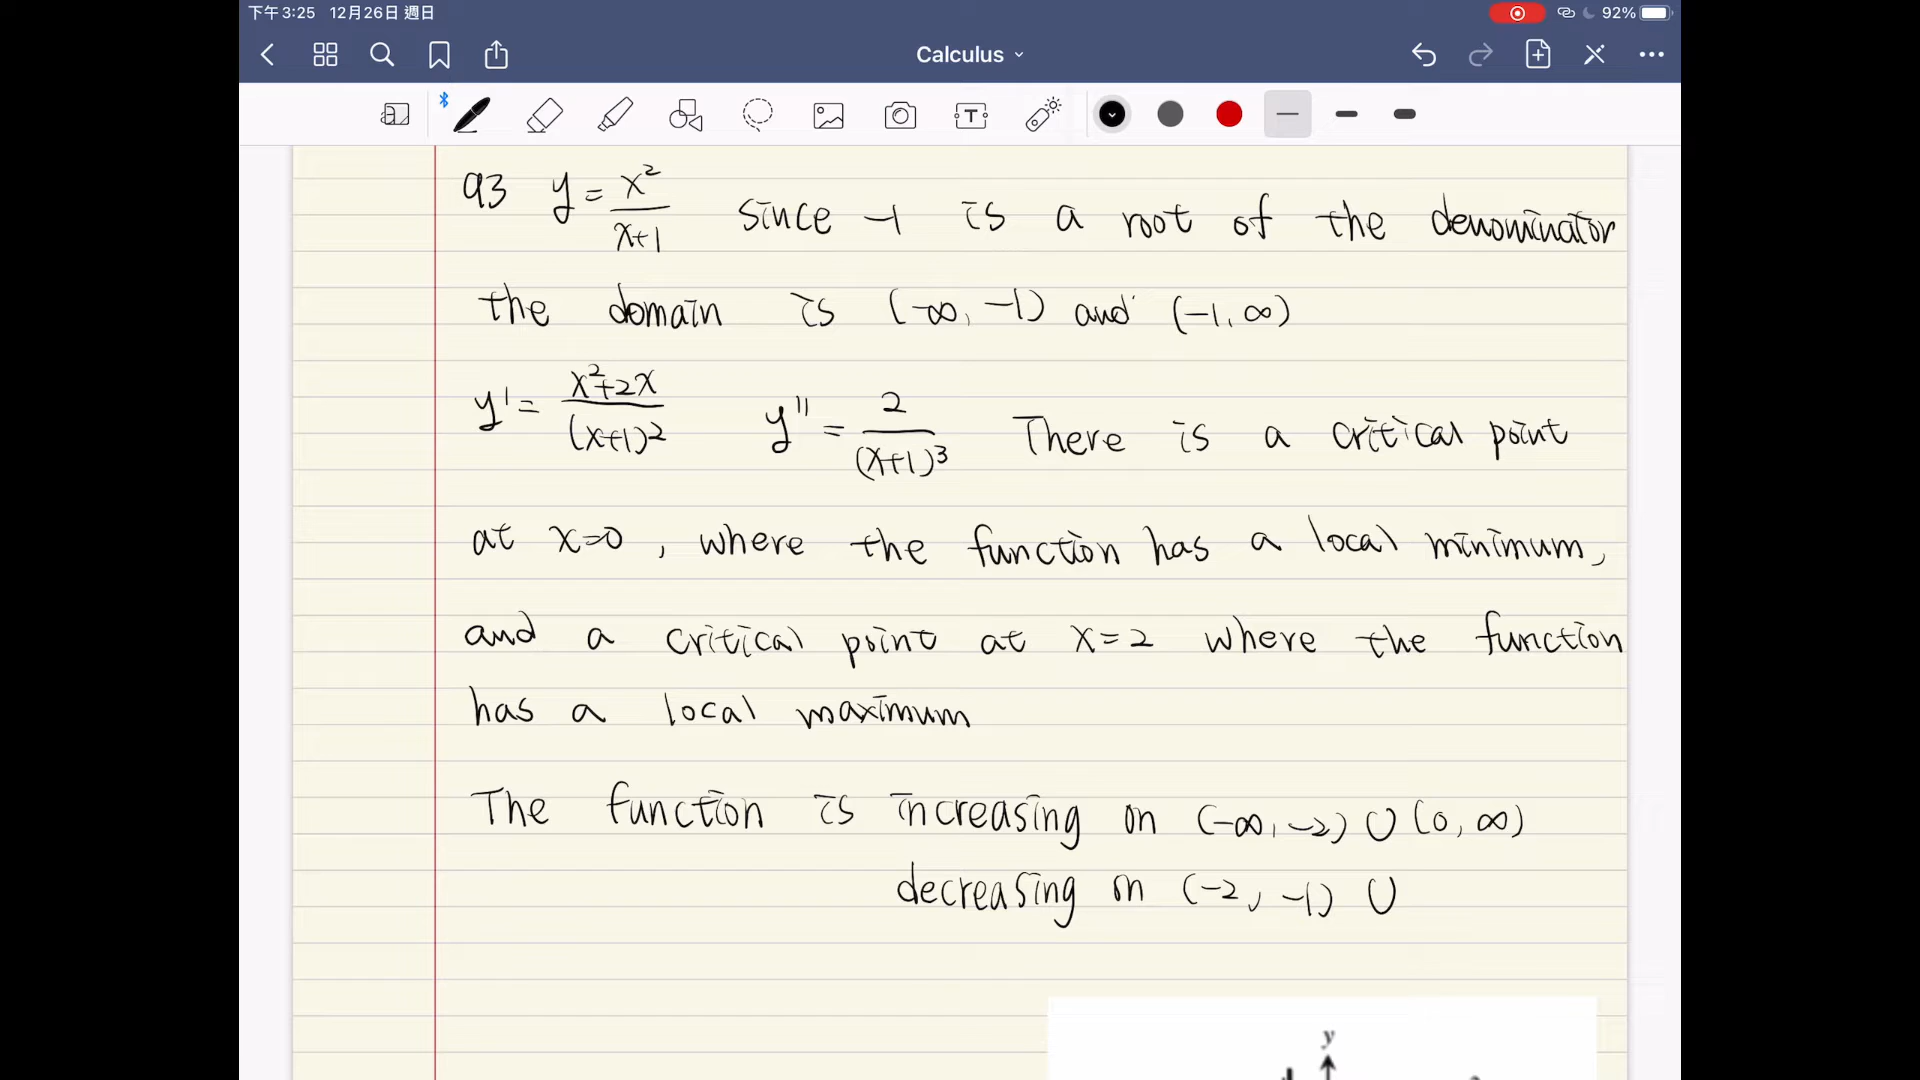 下午3:25 12月26日 週日 92%
Calculus
T
93 y = x²/(x+1) since -1 is a root of the denominator
the domain is (-∞, -1) and (-1, ∞)
y' = (x²+2x)/(x+1)² y'' = 2/(x+1)³ There is a critical point
at x=0, where the function has a local minimum,
and a critical point at x=2 where the function
has a local maximum
The function is increasing on (-∞, -2) ∪ (0, ∞)
decreasing on (-2, -1) ∪
y